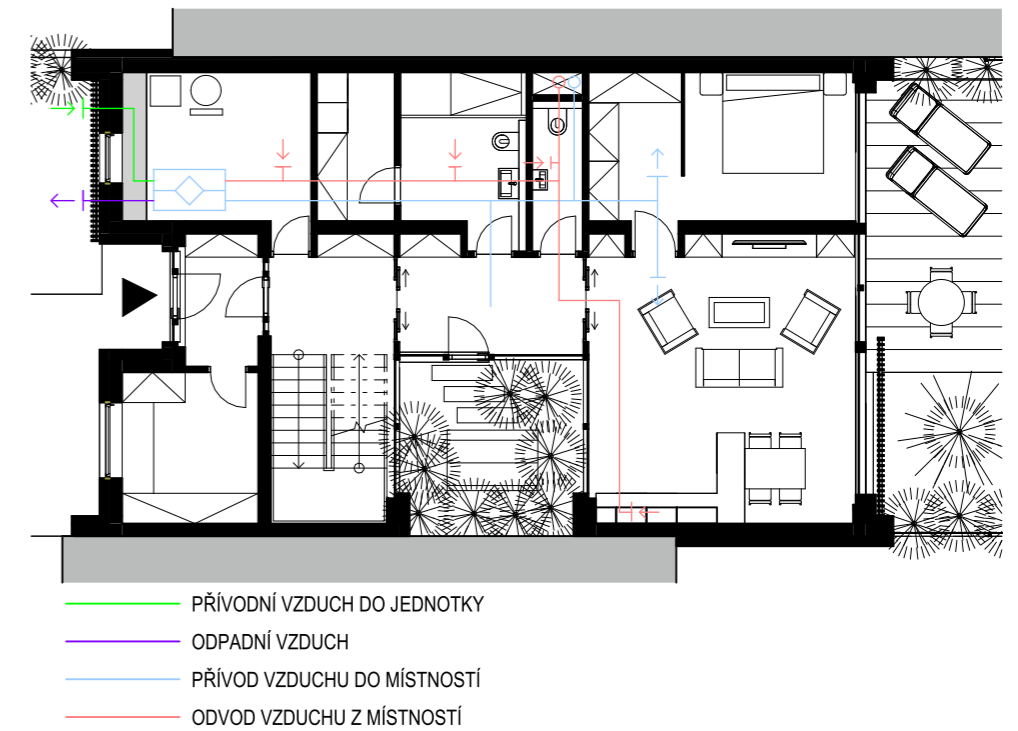 PŘÍVODNÍ VZDUCH DO JEDNOTKY
ODPADNÍ VZDUCH
PŘÍVOD VZDUCHU DO MÍSTNOSTÍ
ODVOD VZDUCHU Z MÍSTNOSTÍ